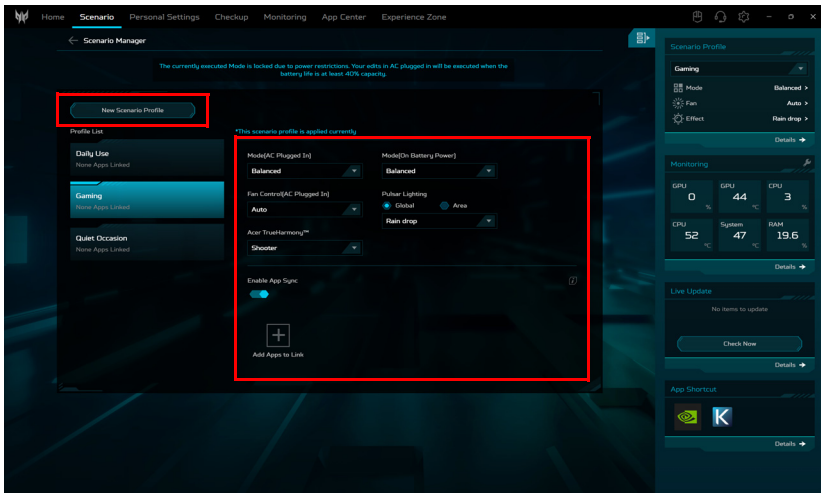 Home Scenario Personal Settings Checkup Monitoring App Center Experience Zone
Scenario Manager
The currently executed Mode is locked due to power restrictions. Your edits in AC plugged in will be executed when the
battery life is at least 40% capacity.
New Scenario Profile
Profile List
Daily Use
None Apps Linked
Gaming
None Apps Linked
Quiet Occasion
None Apps Linked
*This scenario profile is applied currently
Mode(AC Plugged In)
Balanced
Mode(On Battery Power)
Balanced
Fan Control(AC Plugged In)
Auto
Pulsar Lighting
Global Area
Rain drop
Acer TrueHarmony™
Shooter
Enable App Sync
Add Apps to Link
Scenario Profile
Gaming
Mode Balanced >
Fan Auto >
Effect Rain drop >
Details →
Monitoring
GPU
0 %
GPU
44 °C
CPU
3 %
CPU
52 °C
System
47 °C
RAM
19.6 %
Details →
Live Update
No items to update
Check Now
Details →
App Shortcut
K
Details →